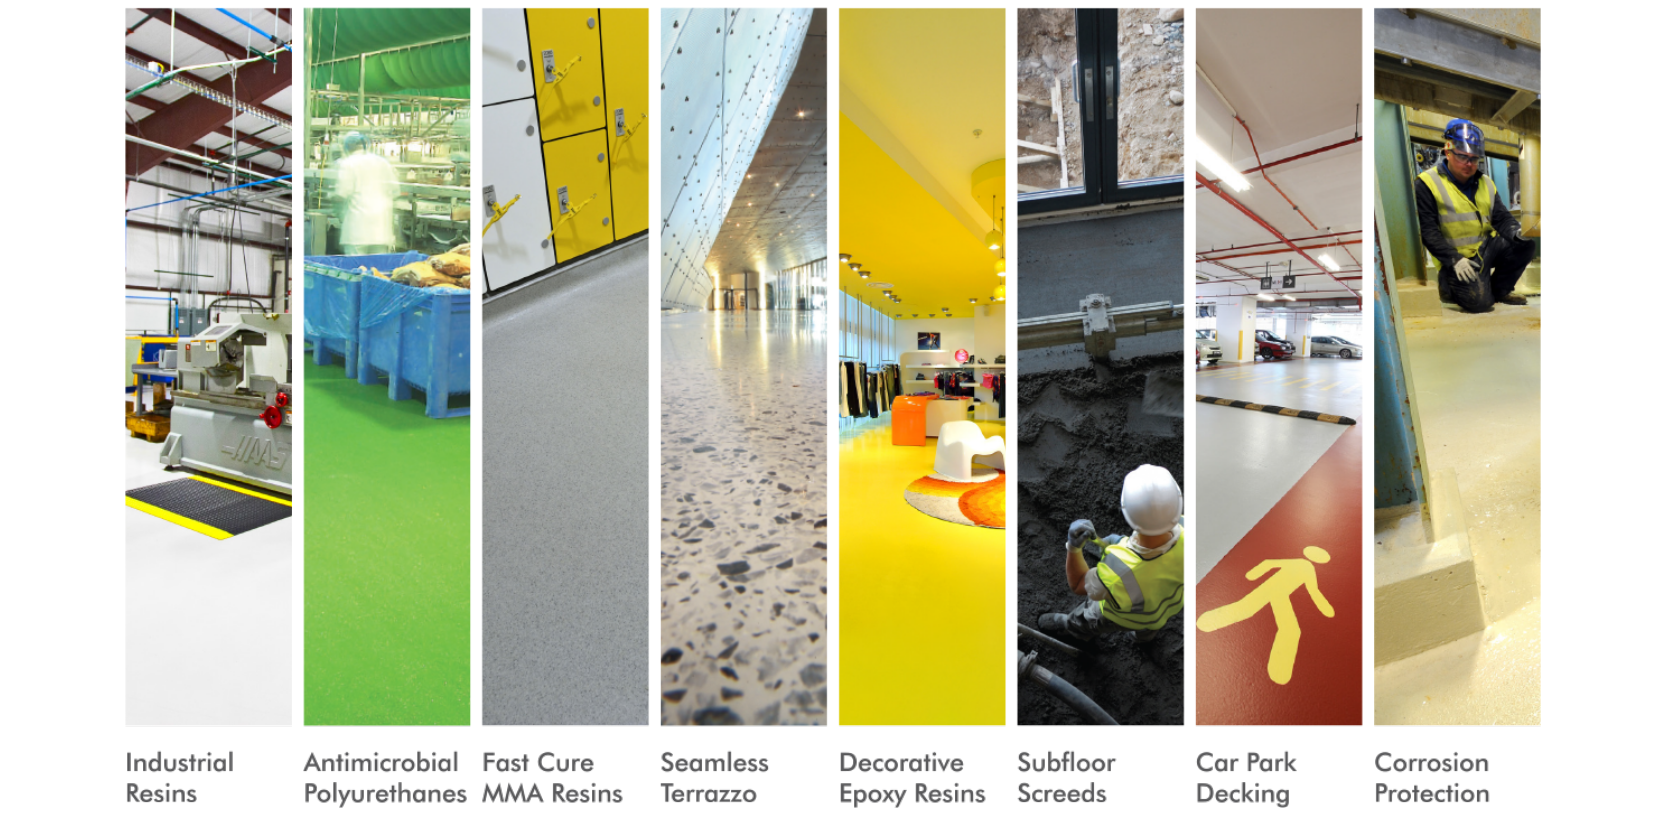 HAAS
Industrial
Resins
Antimicrobial
Polyurethanes
Fast Cure
MMA Resins
Seamless
Terrazzo
Decorative
Epoxy Resins
Subfloor
Screeds
Car Park
Decking
Corrosion
Protection